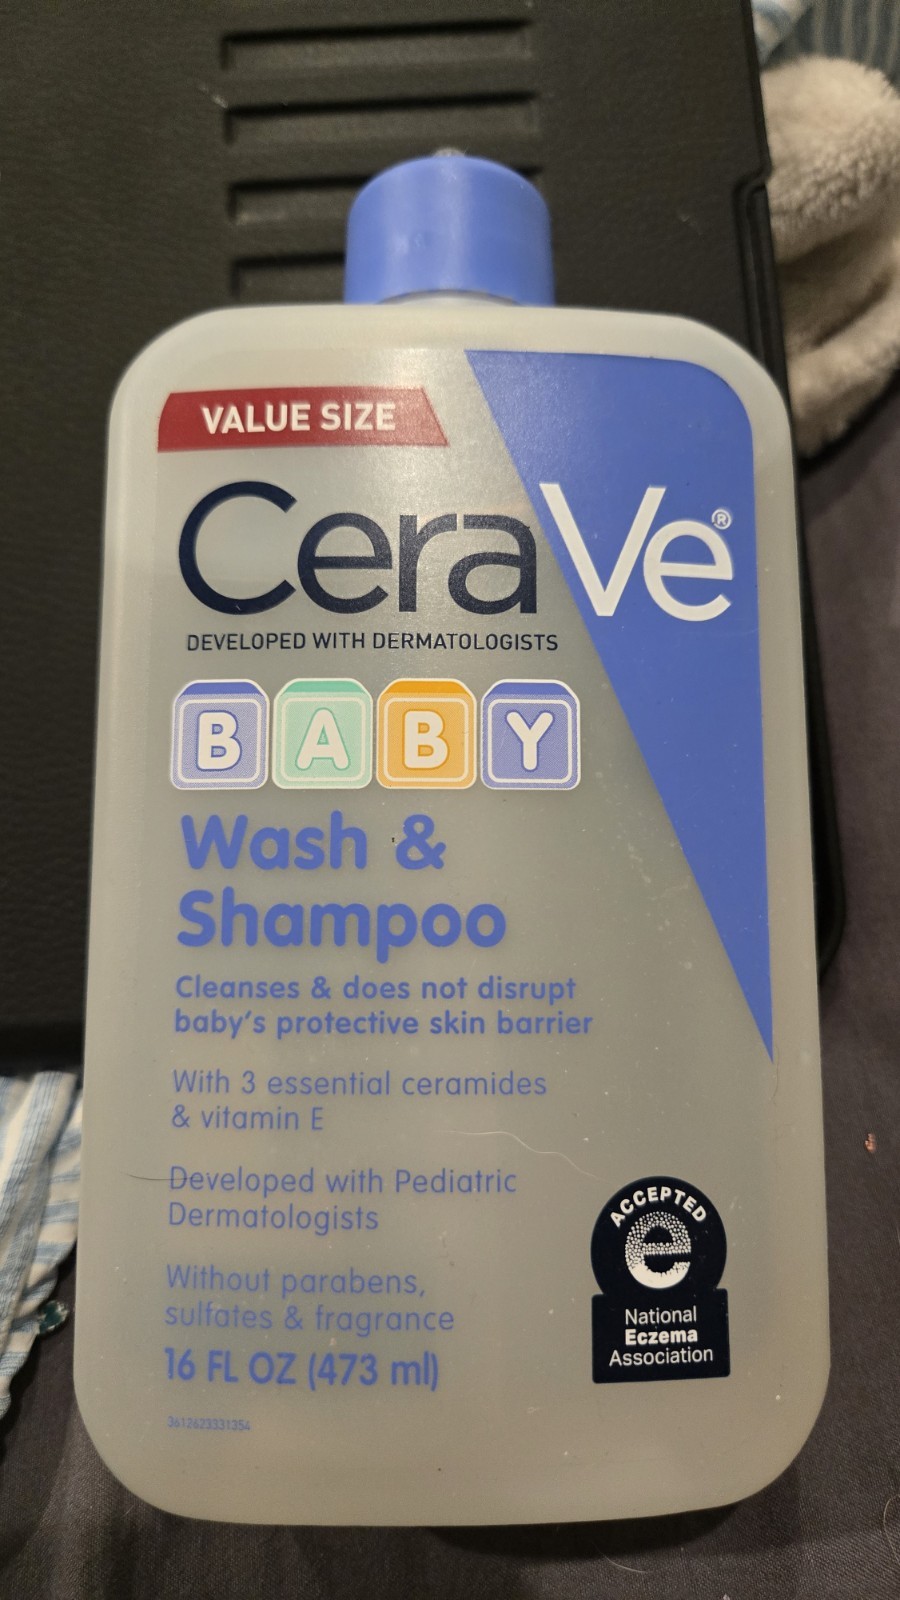 VALUE SIZE
CeraVe®
DEVELOPED WITH DERMATOLOGISTS
BABY
Wash &
Shampoo
Cleanses & does not disrupt
baby's protective skin barrier
With 3 essential ceramides
& vitamin E
Developed with Pediatric
Dermatologists
Without parabens,
sulfates & fragrance
16 FL OZ (473 ml)
3612623331354
ACCEPTED
e
National
Eczema
Association